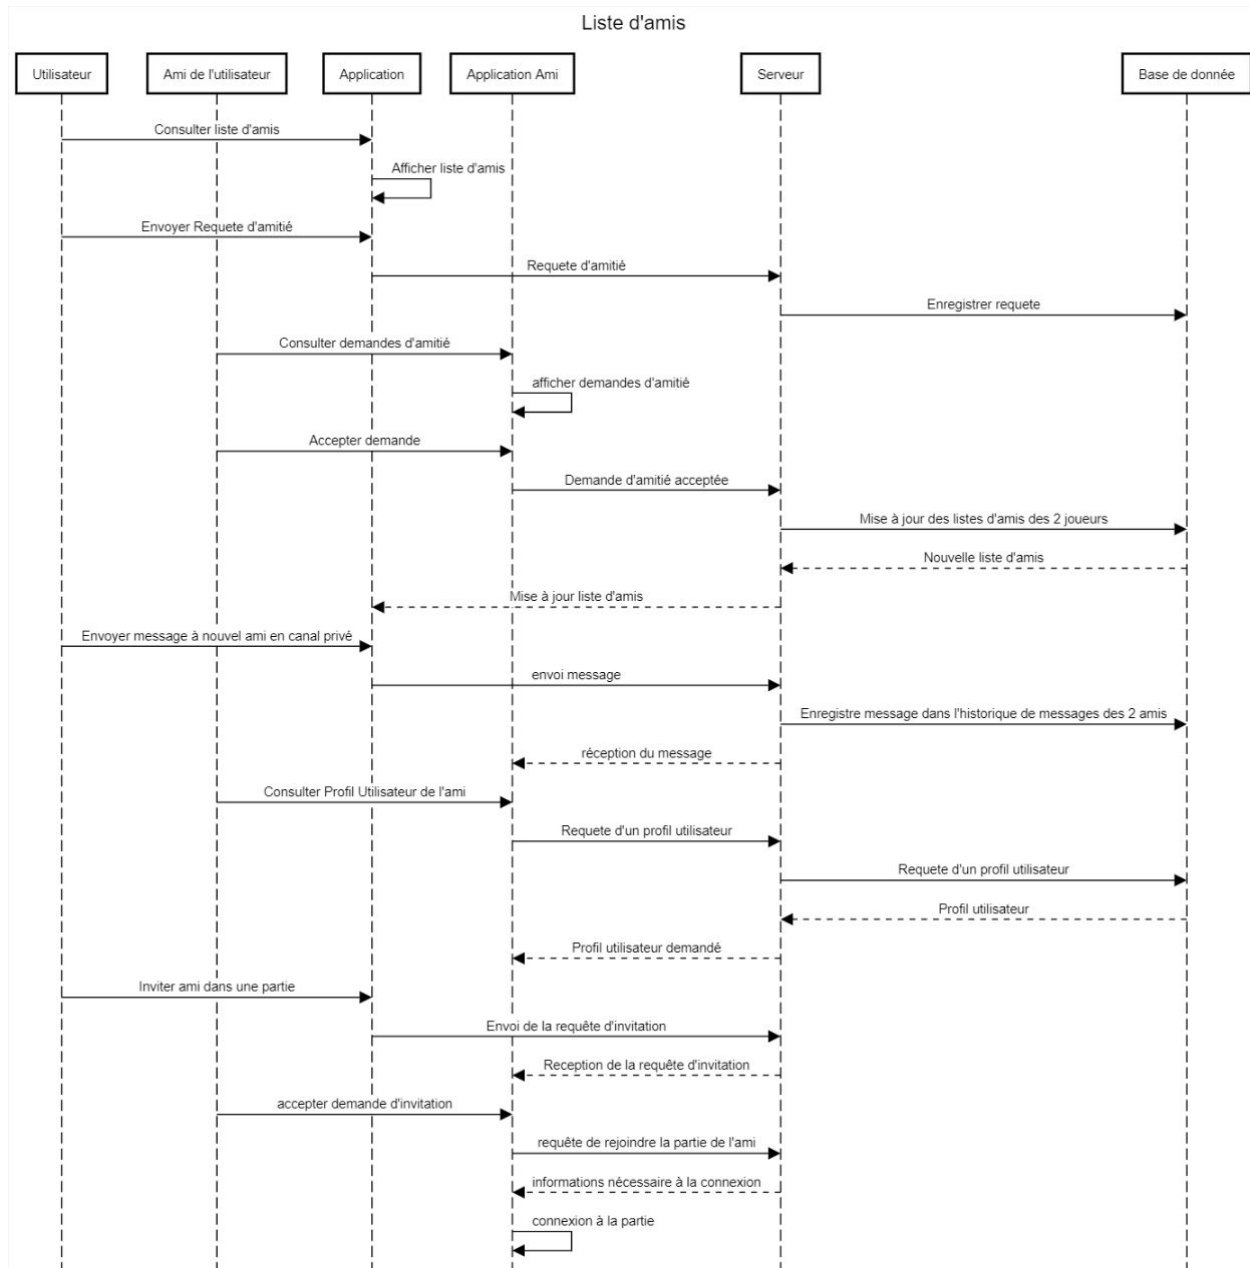 Liste d'amis
Utilisateur
Ami de l'utilisateur
Application
Application Ami
Serveur
Base de donnée
Consulter liste d'amis
Afficher liste d'amis
Envoyer Requete d'amitié
Requete d'amitié
Enregistrer requete
Consulter demandes d'amitié
afficher demandes d'amitié
Accepter demande
Demande d'amitié acceptée
Mise à jour des listes d'amis des 2 joueurs
Nouvelle liste d'amis
Mise à jour liste d'amis
Envoyer message à nouvel ami en canal privé
envoi message
Enregistre message dans l'historique de messages des 2 amis
réception du message
Consulter Profil Utilisateur de l'ami
Requete d'un profil utilisateur
Requete d'un profil utilisateur
Profil utilisateur
Profil utilisateur demandé
Inviter ami dans une partie
Envoi de la requête d'invitation
Reception de la requête d'invitation
accepter demande d'invitation
requête de rejoindre la partie de l'ami
informations nécessaire à la connexion
connexion à la partie